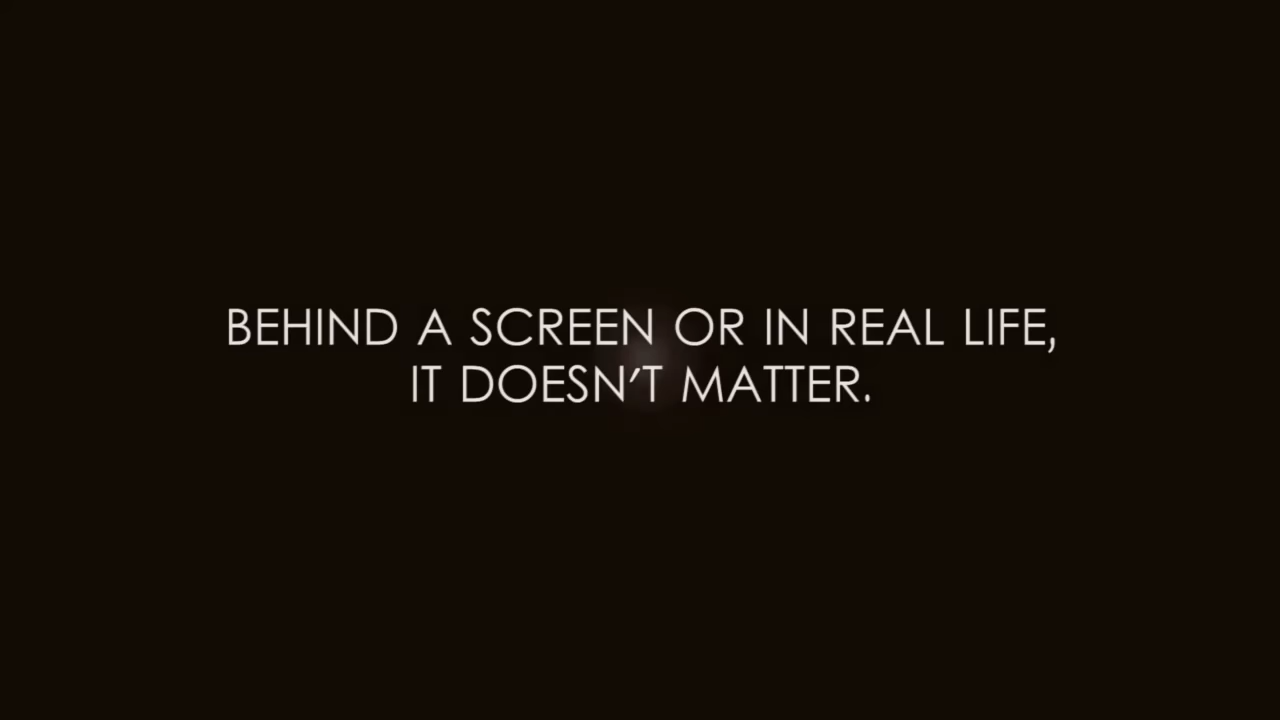 BEHIND A SCREEN OR IN REAL LIFE,
IT DOESN'T MATTER.